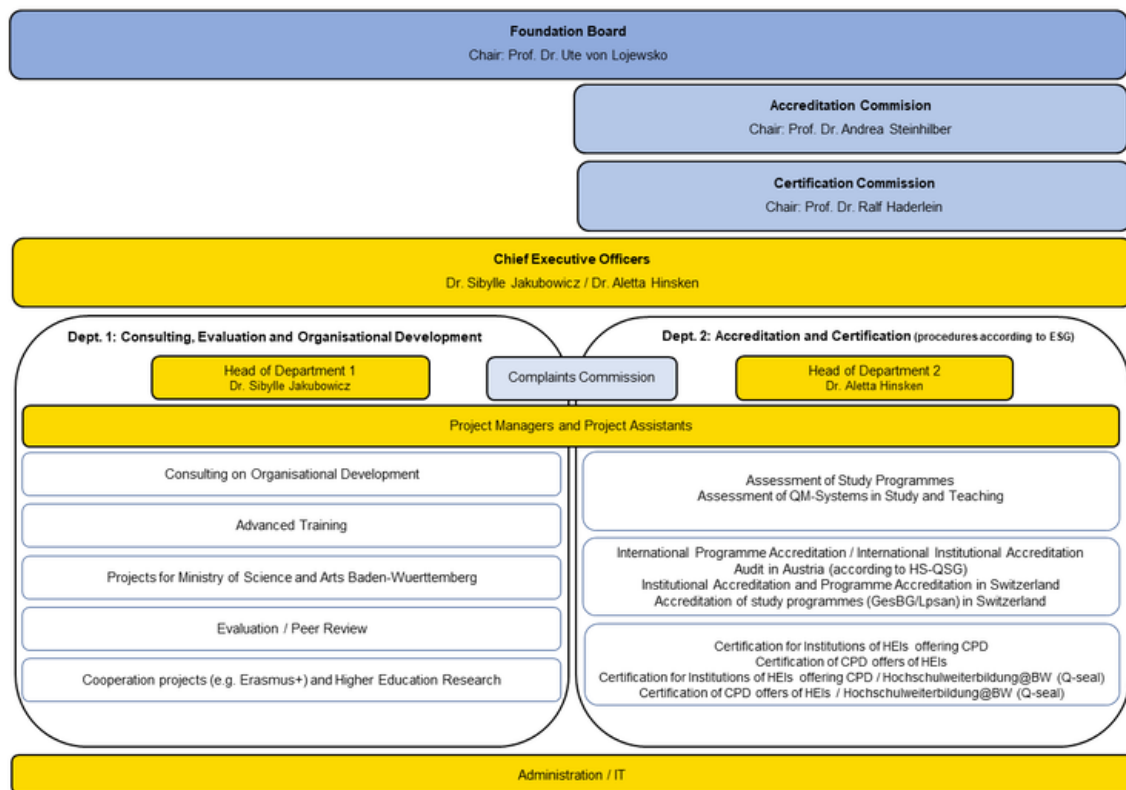 Foundation Board
Chair: Prof. Dr. Ute von Lojewsko
Accreditation Commision
Chair: Prof. Dr. Andrea Steinhilber
Certification Commission
Chair: Prof. Dr. Ralf Haderlein
Chief Executive Officers
Dr. Sibylle Jakubowicz / Dr. Aletta Hinsken
Dept. 1: Consulting, Evaluation and Organisational Development
Head of Department 1
Dr. Sibylle Jakubowicz
Complaints Commission
Dept. 2: Accreditation and Certification (procedures according to ESG)
Head of Department 2
Dr. Aletta Hinsken
Project Managers and Project Assistants
Consulting on Organisational Development
Advanced Training
Projects for Ministry of Science and Arts Baden-Wuerttemberg
Evaluation / Peer Review
Cooperation projects (e.g. Erasmus+) and Higher Education Research
Assessment of Study Programmes
Assessment of QM-Systems in Study and Teaching
International Programme Accreditation / International Institutional Accreditation
Audit in Austria (according to HS-QSG)
Institutional Accreditation and Programme Accreditation in Switzerland
Accreditation of study programmes (GesBG/Lpsan) in Switzerland
Certification for Institutions of HEIs offering CPD
Certification of CPD offers of HEIs
Certification for Institutions of HEIs offering CPD / Hochschulweiterbildung@BW (Q-seal)
Certification of CPD offers of HEIs / Hochschulweiterbildung@BW (Q-seal)
Administration / IT